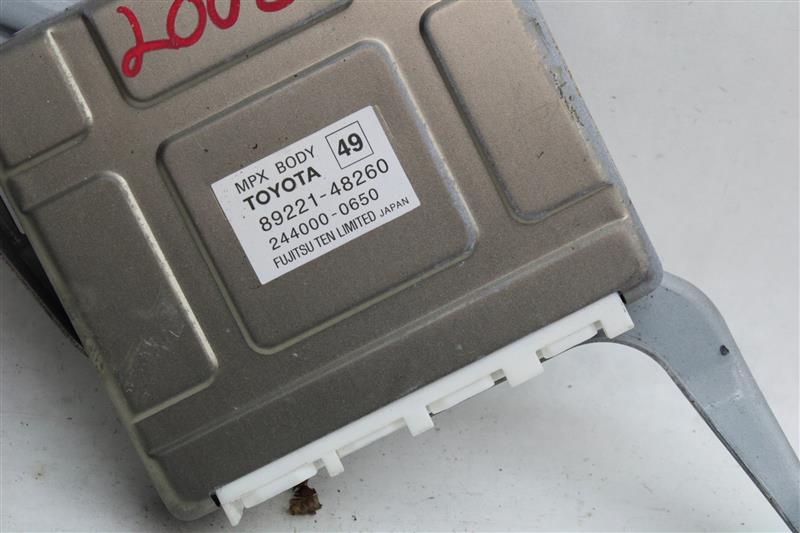 MPX BODY 49
TOYOTA
89221-48260
244000-0650
FUJITSU TEN LIMITED JAPAN